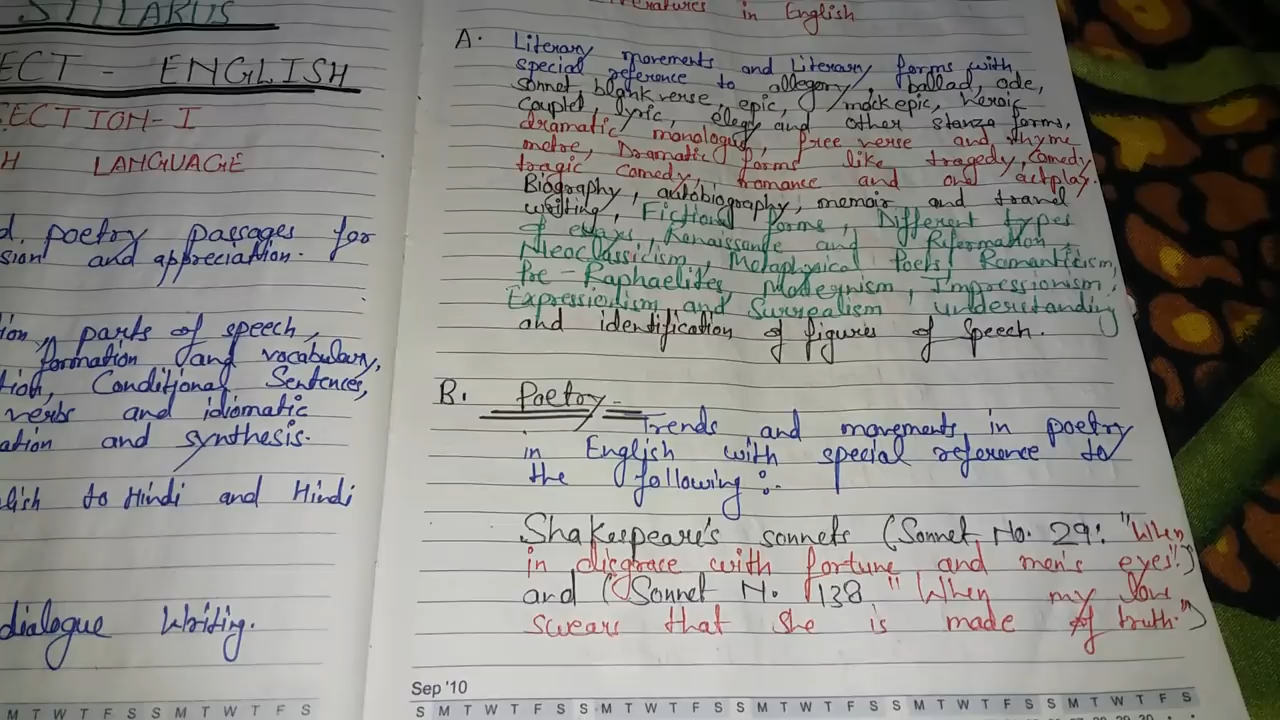 SYLLABUS
ECT - ENGLISH
SECTION-I
H LANGUAGE
d. poetry passages for
sion and appreciation.
ion, parts of speech,
formation and vocabulary,
tion, Conditional Sentences,
verbs and idiomatic
ation and synthesis.
lish to Hindi and Hindi
dialogue Writing.
eratures in English
A. Literary movements and Literary forms with
special reference to allegory, ballad, ode,
sonnet, blank verse, epic, mock epic, heroic
couplet, lyric, elegy and other stanza forms,
dramatic monologue, free verse and rhyme
metre, Dramatic forms like tragedy, comedy
tragic comedy, romance and one actplay.
Biography, autobiography, memoir and travel
writing, Fictional forms, Different types
of essays, Renaissance and Reformation,
Neoclassicism, Metaphysical Poets, Romanticism,
Pre-Raphaelites, Modernism, Impressionism,
Expressionism and Surrealism understanding
and identification of figures of Speech.
B. Poetry -
Trends and movements in poetry
in English with special reference to
the following :-
Shakespeare's sonnets (Sonnet No. 29: "When
in disgrace with fortune and men's eyes")
and (Sonnet No. 138 "When my love
swears that she is made of truth.")
Sep '10
M T W T F S S M T W T F S
S M T W T F S S M T W T F S S M T W T F S S M T W T F S S M T W T F S